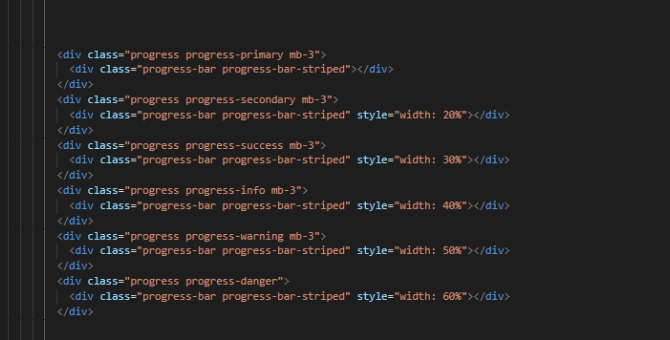 <div class="progress progress-primary mb-3">
<div class="progress-bar progress-bar-striped"></div>
</div>
<div class="progress progress-secondary mb-3">
<div class="progress-bar progress-bar-striped" style="width: 20%"></div>
</div>
<div class="progress progress-success mb-3">
<div class="progress-bar progress-bar-striped" style="width: 30%"></div>
</div>
<div class="progress progress-info mb-3">
<div class="progress-bar progress-bar-striped" style="width: 40%"></div>
</div>
<div class="progress progress-warning mb-3">
<div class="progress-bar progress-bar-striped" style="width: 50%"></div>
</div>
<div class="progress progress-danger">
<div class="progress-bar progress-bar-striped" style="width: 60%"></div>
</div>